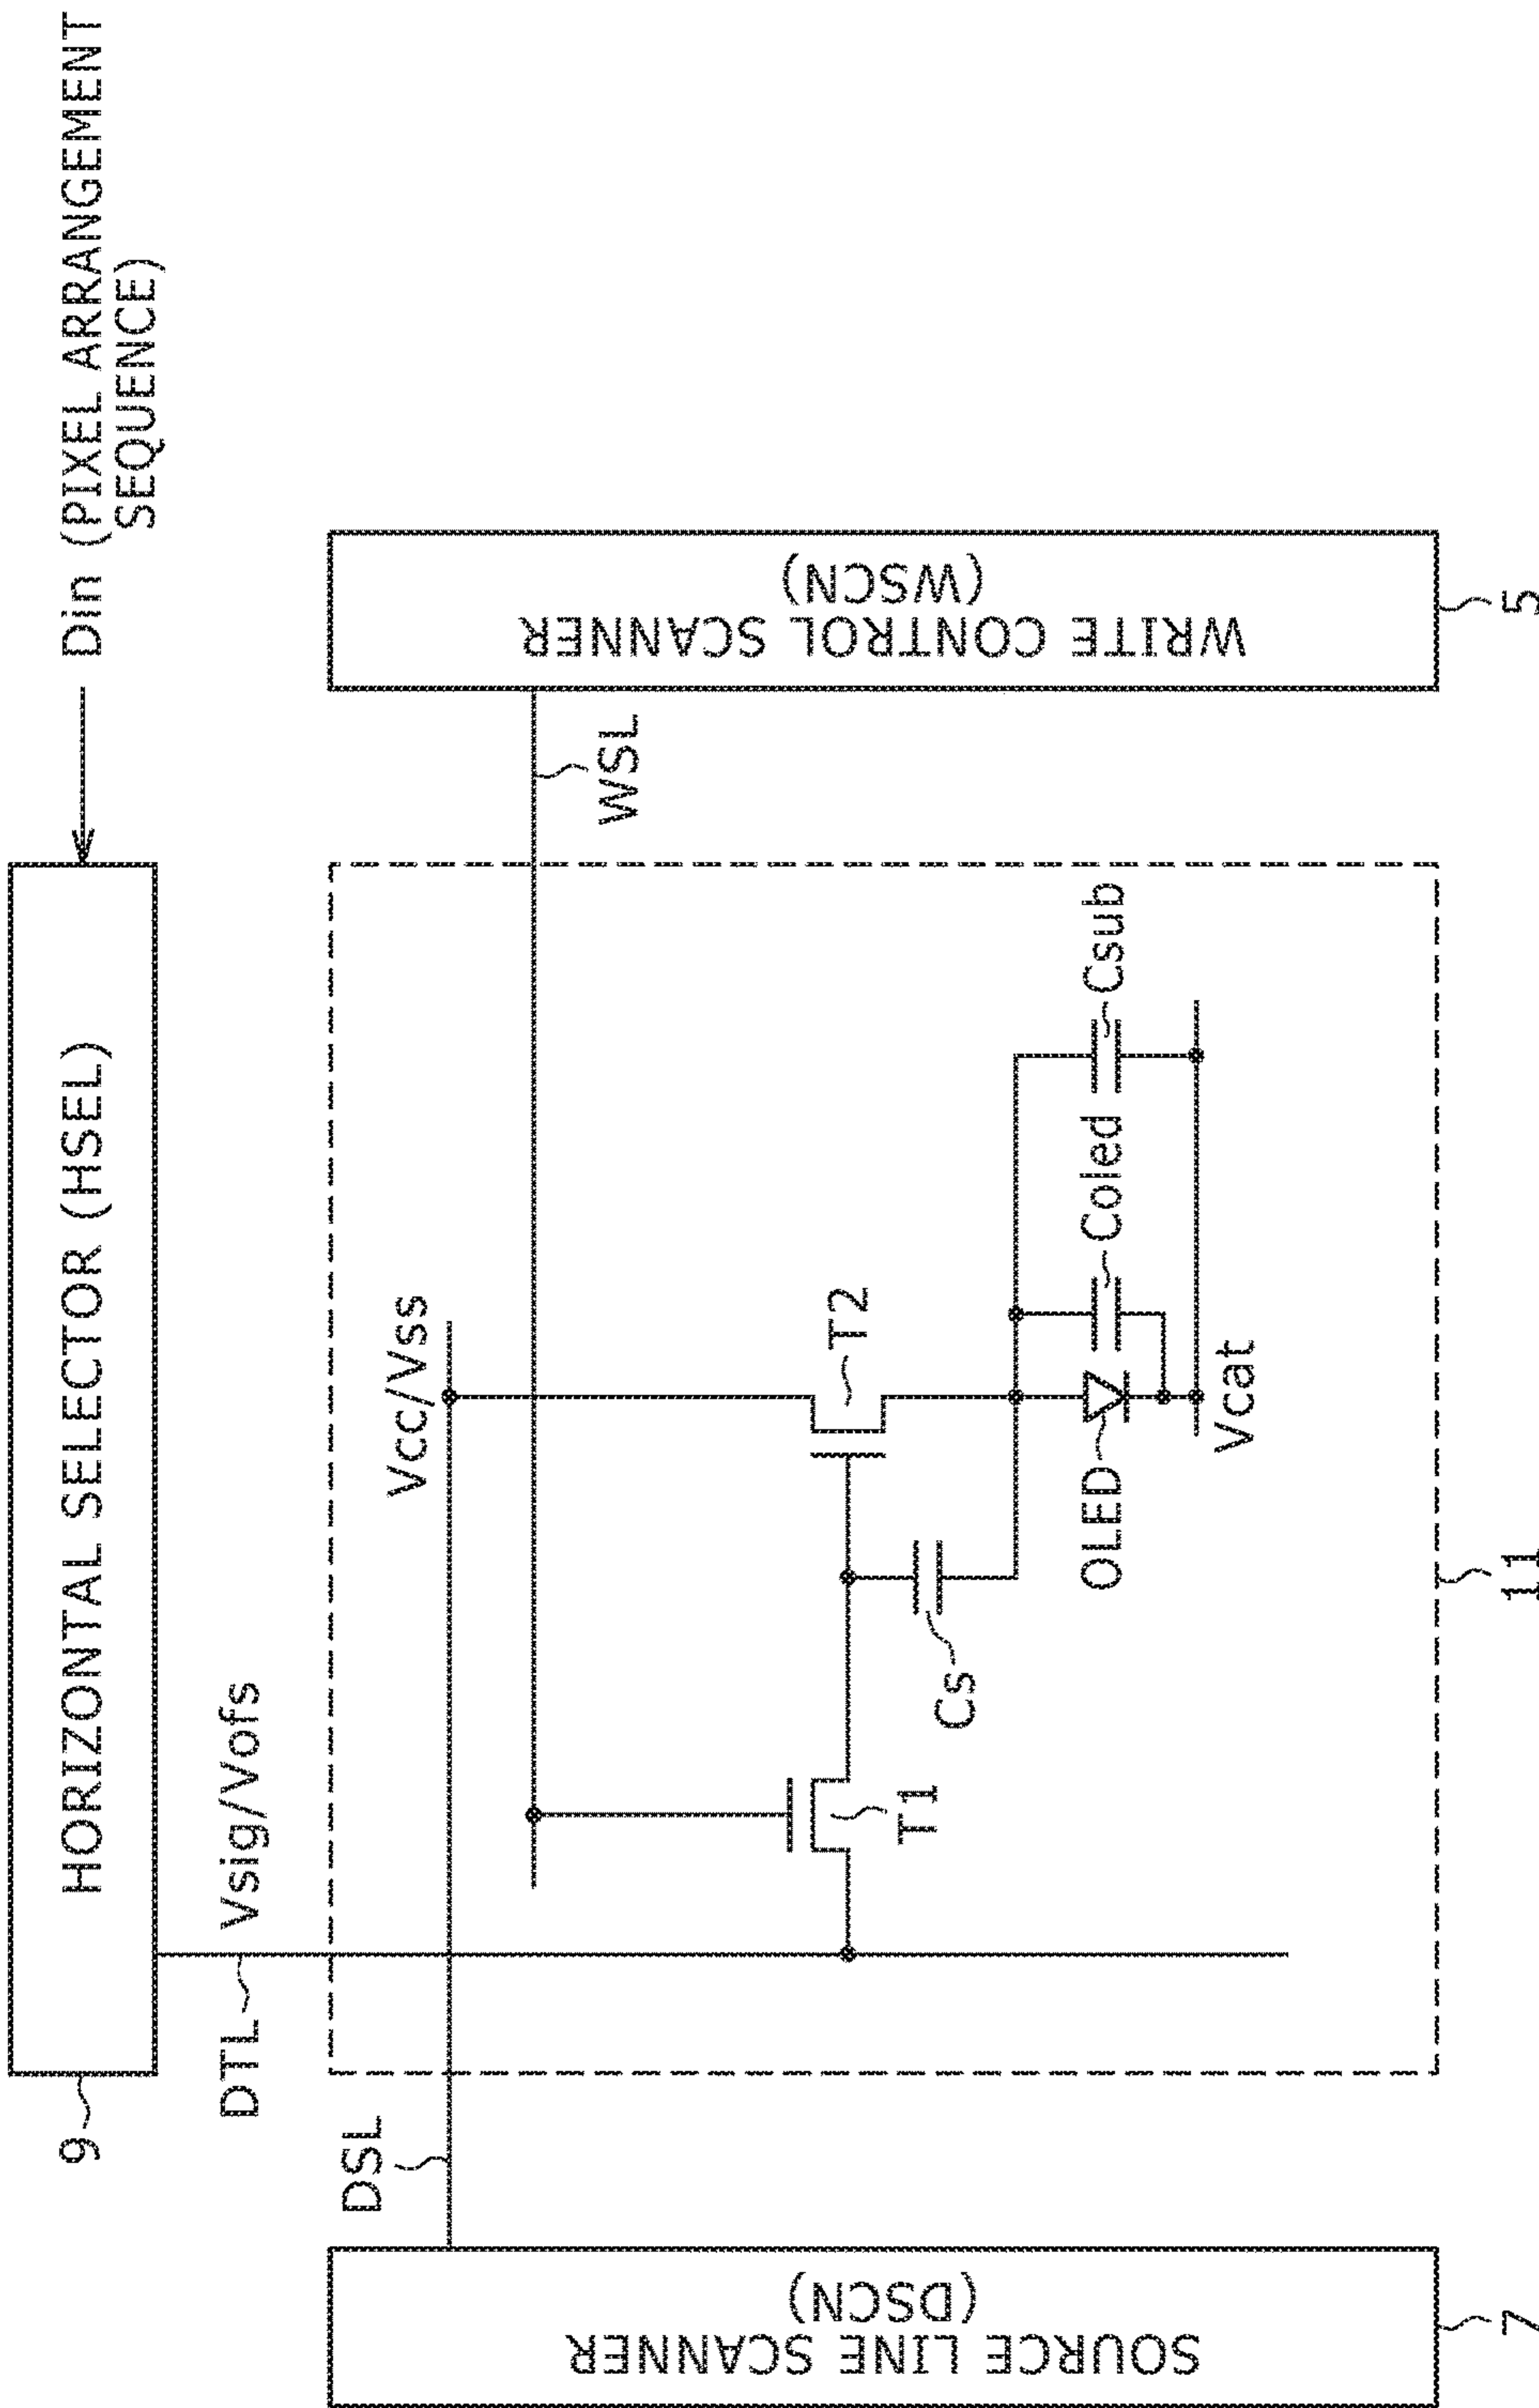 Din (PIXEL ARRANGEMENT
SEQUENCE)
HORIZONTAL SELECTOR (HSEL)
9
DTL
Vsig/Vofs
DSL
Vcc/Vss
WSL
SOURCE LINE SCANNER
(DSCN)
7
WRITE CONTROL SCANNER
(WSCN)
5
T1
T2
Cs
OLED
Coled
Csub
Vcat
11